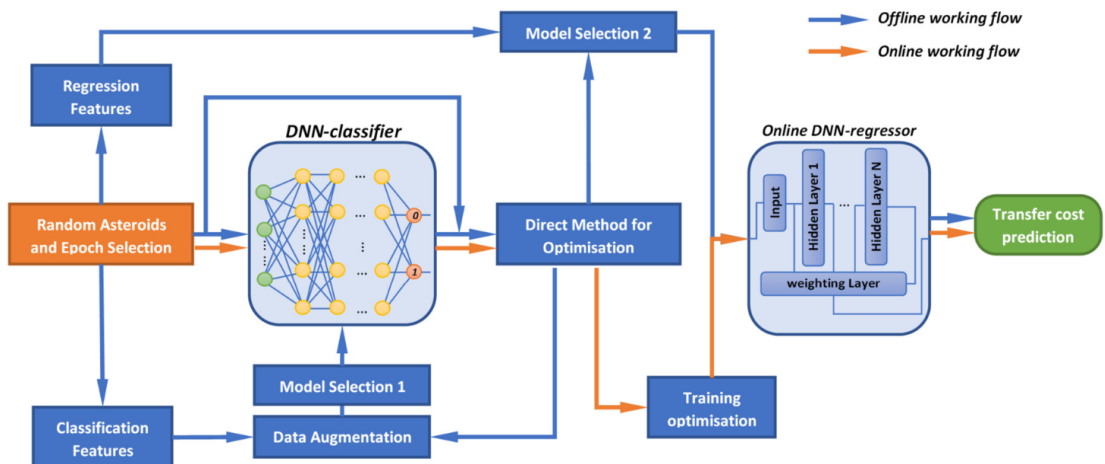 Model Selection 2
Offline working flow
Online working flow
Regression
Features
DNN-classifier
Online DNN-regressor
Random Asteroids
and Epoch Selection
0
1
...
...
...
...
Direct Method for
Optimisation
Input
Hidden Layer 1
...
Hidden Layer N
weighting Layer
Transfer cost
prediction
Model Selection 1
Data Augmentation
Classification
Features
Training
optimisation